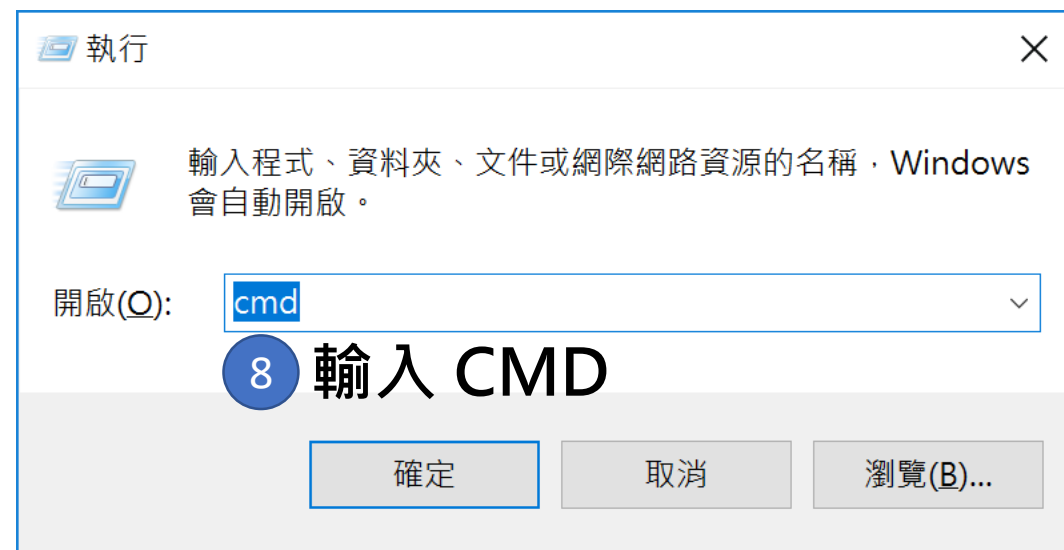 執行
輸入程式、資料夾、文件或網際網路資源的名稱，Windows
會自動開啟。
開啟(O):
cmd
8 輸入 CMD
確定
取消
瀏覽(B)...